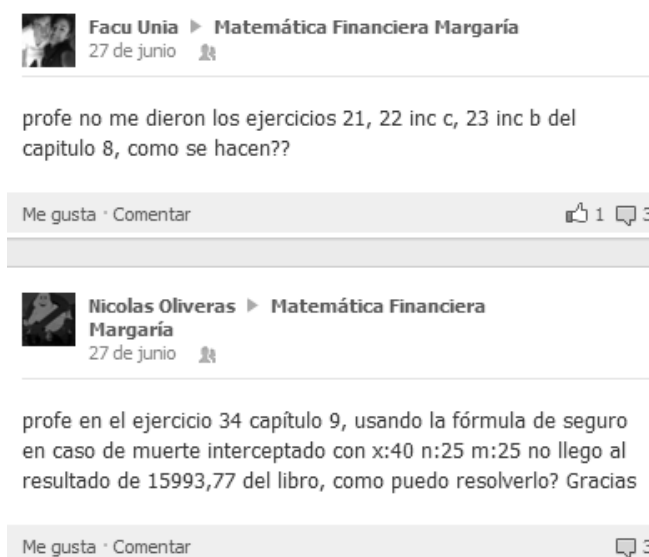 Facu Unia ▶ Matemática Financiera Margaría
27 de junio
profe no me dieron los ejercicios 21, 22 inc c, 23 inc b del
capitulo 8, como se hacen??
Me gusta · Comentar 1 3
Nicolas Oliveras ▶ Matemática Financiera
Margaría
27 de junio
profe en el ejercicio 34 capítulo 9, usando la fórmula de seguro
en caso de muerte interceptado con x:40 n:25 m:25 no llego al
resultado de 15993,77 del libro, como puedo resolverlo? Gracias
Me gusta · Comentar 3